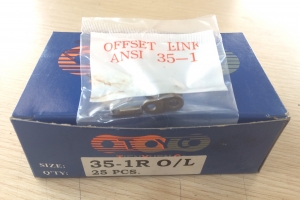 OFFSET LINK
ANSI 35-1
SIZE: 35-1R O/L
Q'TY: 25 PCS.